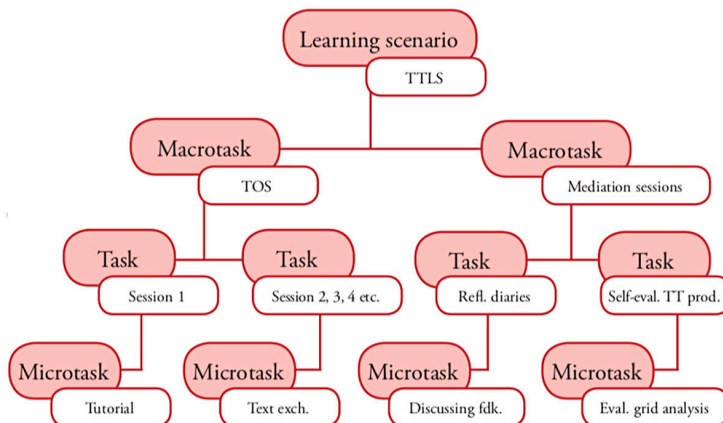 Learning scenario
TTLS
Macrotask
Macrotask
TOS
Mediation sessions
Task
Task
Task
Task
Session 1
Session 2, 3, 4 etc.
Refl. diaries
Self-eval. TT prod.
Microtask
Microtask
Microtask
Microtask
Tutorial
Text exch.
Discussing fdk.
Eval. grid analysis